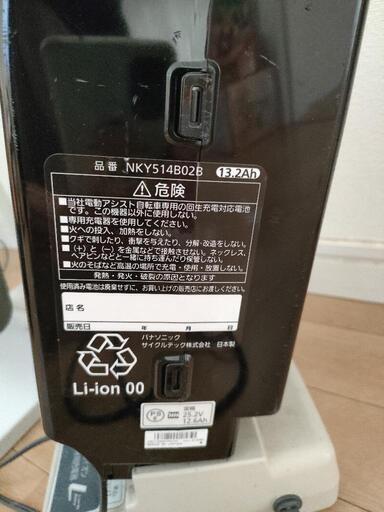 品番 NKY514B02B 13.2Ah
⚠危険
■当社電動アシスト自転車専用の回生充電対応電池
です。この機器以外に使用しない。
■専用充電器を使用してください。
■火への投入、加熱をしない。
■クギで刺したり、衝撃を与えたり、分解・改造をしない。
■(+)と(−)を金属などで接触させない。ネックレス、
ヘアピンなどと一緒に持ち運んだり保管しない。
■火のそばなど高温の場所で充電・使用・放置しない。
発熱・発火・破裂の原因となります
使用済み電池は廃棄せずに、お買い上げの販売店にお渡しください。
店名
販売日 年 月 日
パナソニック
サイクルテック株式会社 日本製
Li-ion 00
PS
E
定格
25.2V
12.6Ah